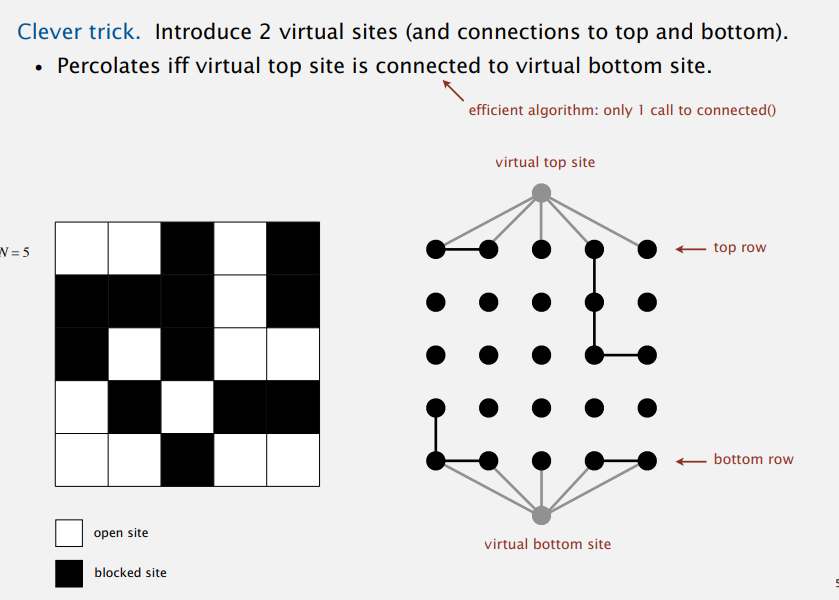 Clever trick. Introduce 2 virtual sites (and connections to top and bottom).
• Percolates iff virtual top site is connected to virtual bottom site.
efficient algorithm: only 1 call to connected()
virtual top site
N = 5
top row
bottom row
open site
virtual bottom site
blocked site